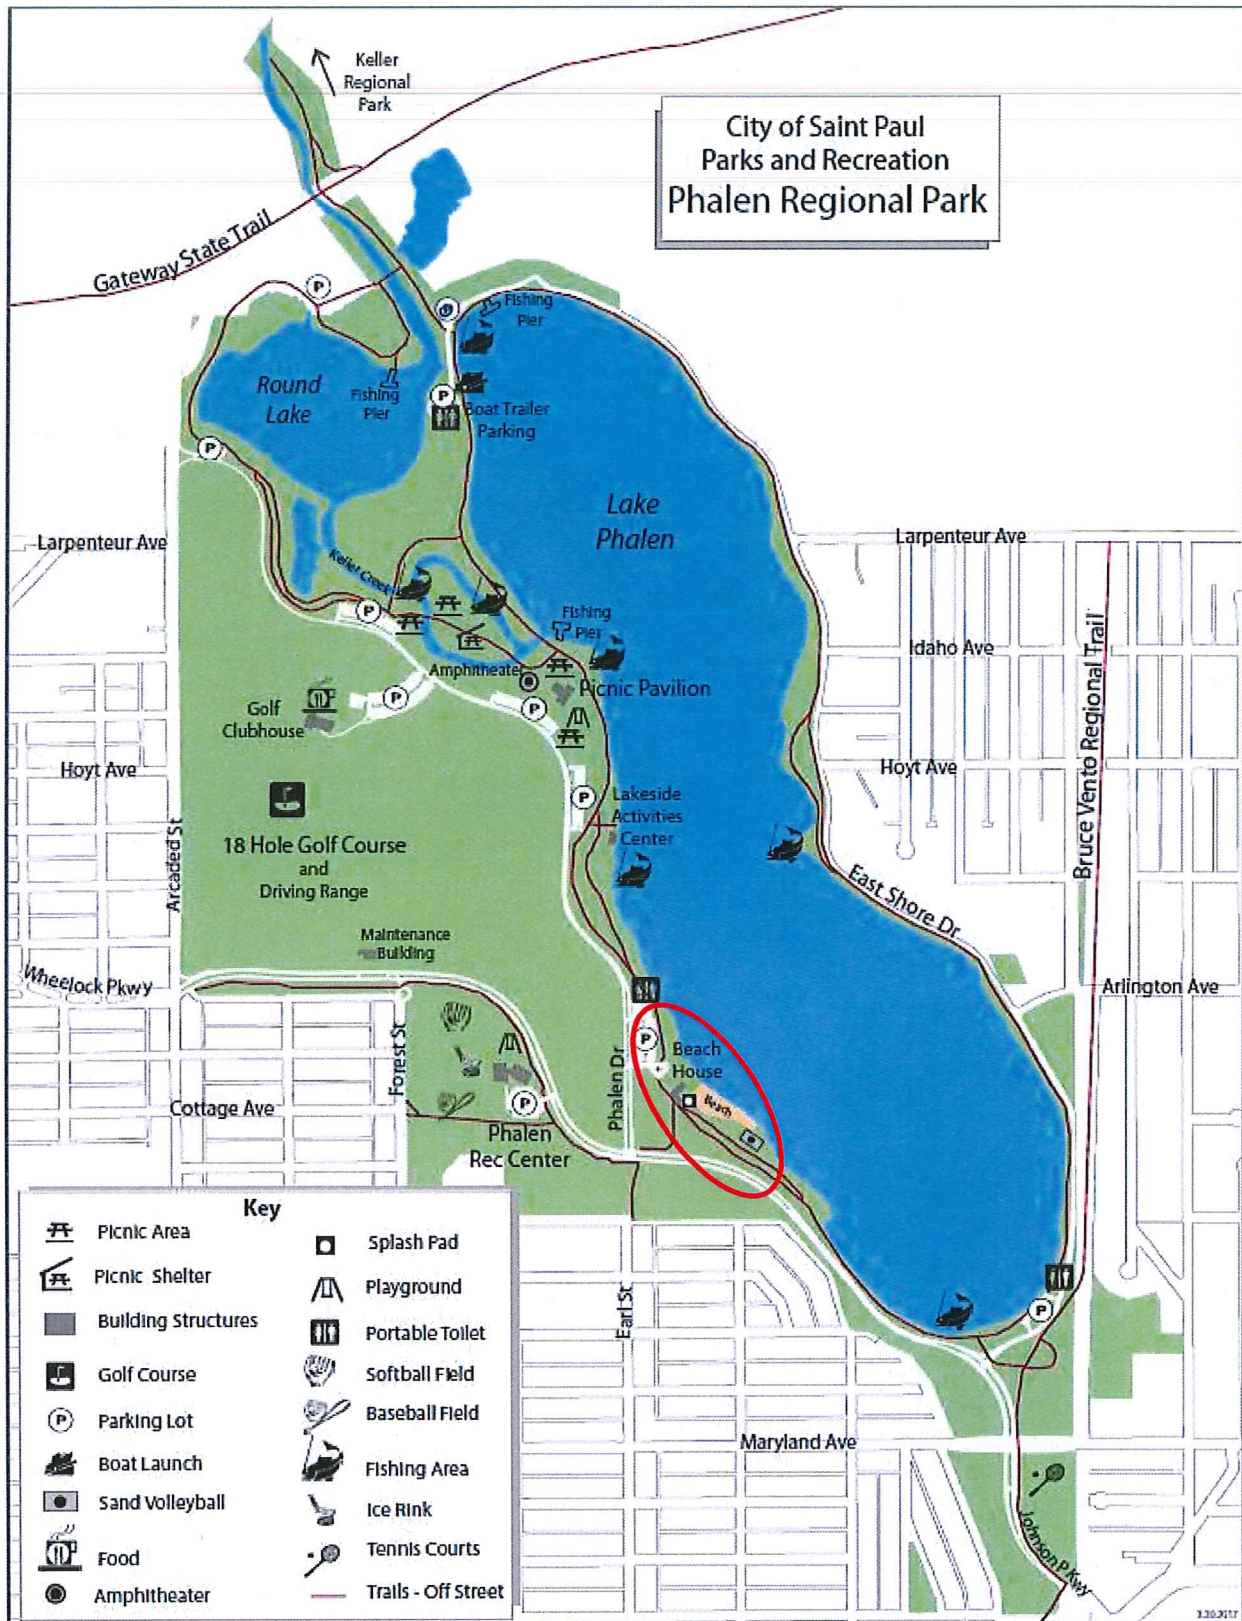 Keller
Regional
Park
City of Saint Paul
Parks and Recreation
Phalen Regional Park
Gateway State Trail
P
Fishing
Pier
Round
Lake
Fishing
Pier
P
Boat Trailer
Parking
P
Lake
Phalen
Larpenteur Ave
Larpenteur Ave
Keller Creek
P
Fishing
Pier
Idaho Ave
Amphitheater
Picnic Pavilion
P
P
Golf
Clubhouse
Hoyt Ave
Hoyt Ave
Bruce Vento Regional Trail
P
Lakeside
Activities
Center
Arcaded St
18 Hole Golf Course
and
Driving Range
East Shore Dr
Maintenance
Building
Wheelock Pkwy
Arlington Ave
Forest St
Phalen Dr
P
Beach
House
Beach
Cottage Ave
P
Phalen
Rec Center
Earl St
P
Maryland Ave
Johnson Pkwy
Key
Picnic Area
Picnic Shelter
Building Structures
Golf Course
P
Parking Lot
Boat Launch
Sand Volleyball
Food
Amphitheater
Splash Pad
Playground
Portable Toilet
Softball Field
Baseball Field
Fishing Area
Ice Rink
Tennis Courts
Trails - Off Street